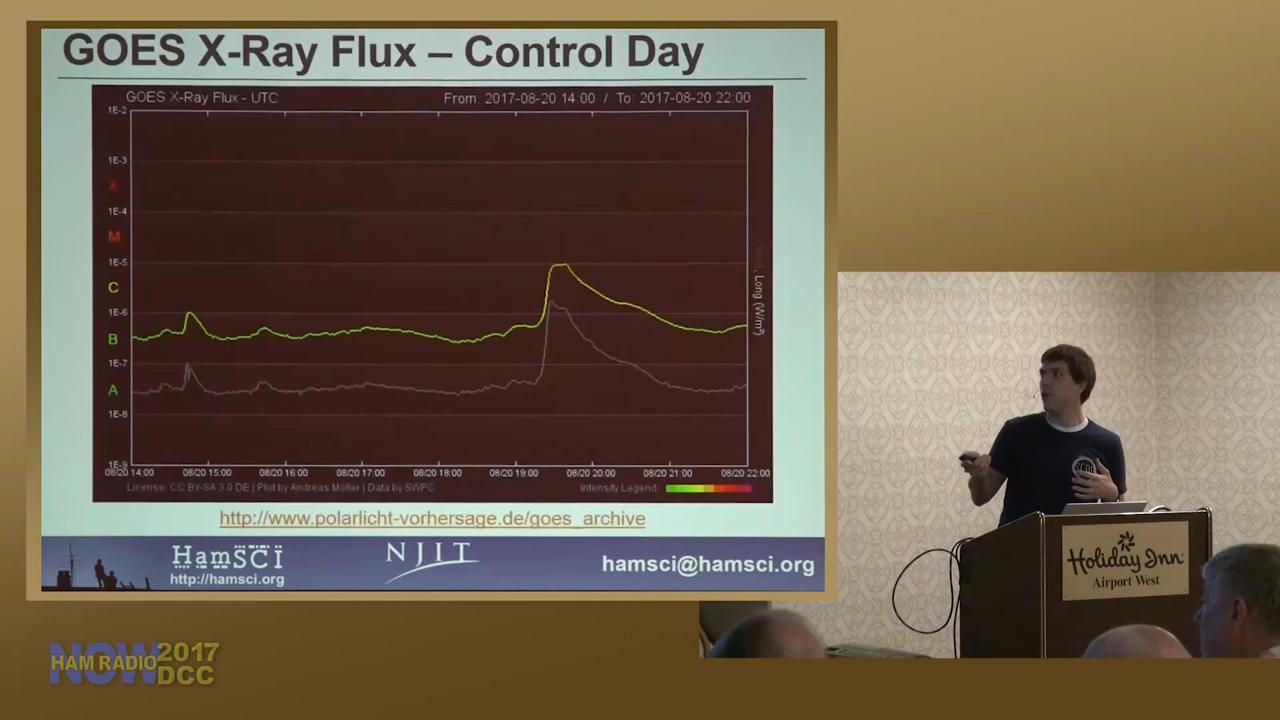 GOES X-Ray Flux – Control Day
GOES X-Ray Flux - UTC
From: 2017-08-20 14:00 / To: 2017-08-20 22:00
1E-2
1E-3
X
1E-4
M
1E-5
C
1E-6
B
1E-7
A
1E-8
1E-9
, Long (W/m²)
08/20 14:00 08/20 15:00 08/20 16:00 08/20 17:00 08/20 18:00 08/20 19:00 08/20 20:00 08/20 21:00 08/20 22:00
License: CC BY-SA 3.0 DE | Plot by Andreas Möller | Data by SWPC
Intensity Legend
http://www.polarlicht-vorhersage.de/goes_archive
HamSCI
http://hamsci.org
NJIT
hamsci@hamsci.org
Holiday Inn
Airport West
NOW
HAM RADIO 2017
DCC